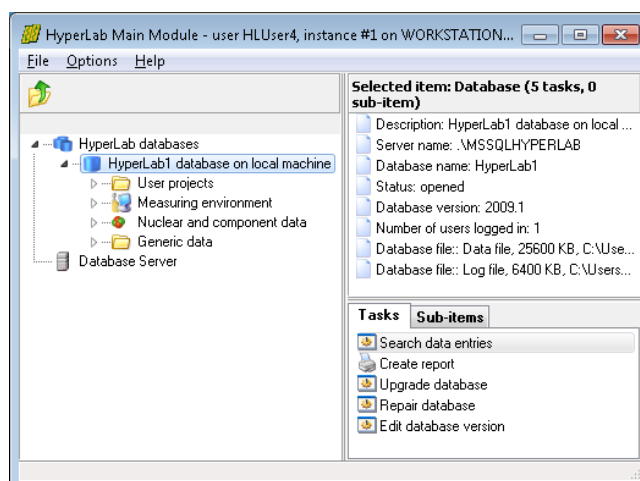 HyperLab Main Module - user HLUser4, instance #1 on WORKSTATION...
File Options Help
HyperLab databases
HyperLab1 database on local machine
User projects
Measuring environment
Nuclear and component data
Generic data
Database Server
Selected item: Database (5 tasks, 0
sub-item)
Description: HyperLab1 database on local ...
Server name: .\MSSQLHYPERLAB
Database name: HyperLab1
Status: opened
Database version: 2009.1
Number of users logged in: 1
Database file:: Data file, 25600 KB, C:\Use...
Database file:: Log file, 6400 KB, C:\Users...
Tasks Sub-items
Search data entries
Create report
Upgrade database
Repair database
Edit database version